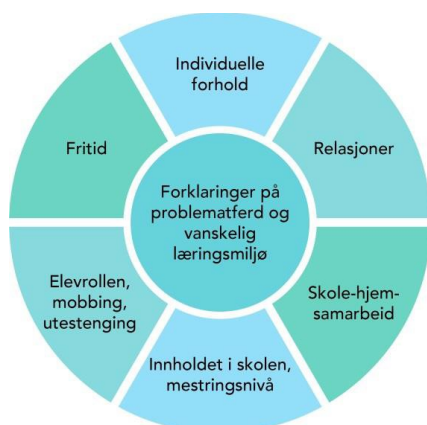 Individuelle
forhold
Relasjoner
Skole-hjem-
samarbeid
Innholdet i skolen,
mestringsnivå
Elevrollen,
mobbing,
utestenging
Fritid
Forklaringer på
problematferd og
vanskelig
læringsmiljø